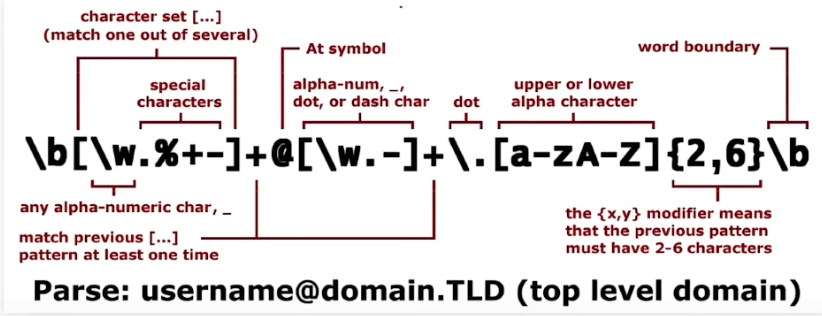 character set [...]
(match one out of several)
At symbol
word boundary
special
characters
alpha-num, _,
dot, or dash char
dot
upper or lower
alpha character
\b[\w.%+-]+@[\w.-]+\.[a-zA-Z]{2,6}\b
any alpha-numeric char, _
match previous [...]
pattern at least one time
the {x,y} modifier means
that the previous pattern
must have 2-6 characters
Parse: username@domain.TLD (top level domain)